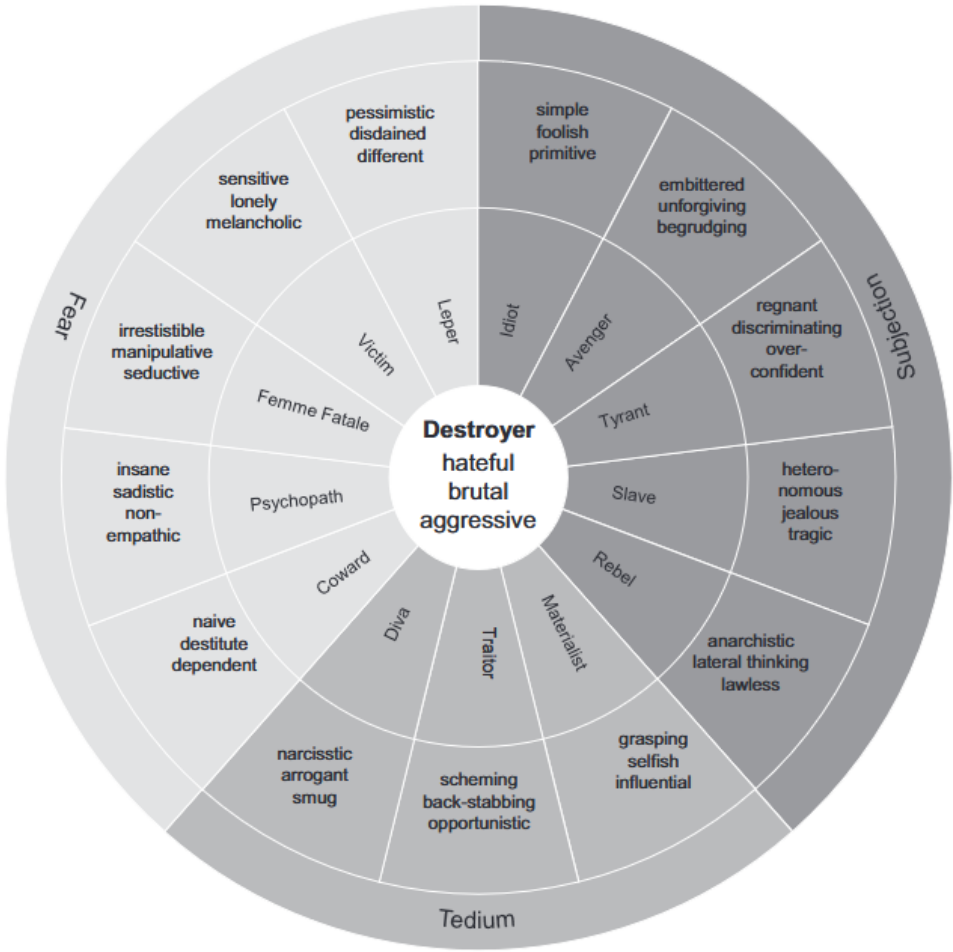 Destroyer
hateful
brutal
aggressive
Subjection
Idiot
simple
foolish
primitive
Avenger
embittered
unforgiving
begrudging
Tyrant
regnant
discriminating
over-
confident
Slave
hetero-
nomous
jealous
tragic
Rebel
anarchistic
lateral thinking
lawless
Tedium
Materialist
grasping
selfish
influential
Traitor
scheming
back-stabbing
opportunistic
Diva
narcisstic
arrogant
smug
Fear
Coward
naive
destitute
dependent
Psychopath
insane
sadistic
non-
empathic
Femme Fatale
irrestistible
manipulative
seductive
Victim
sensitive
lonely
melancholic
Leper
pessimistic
disdained
different